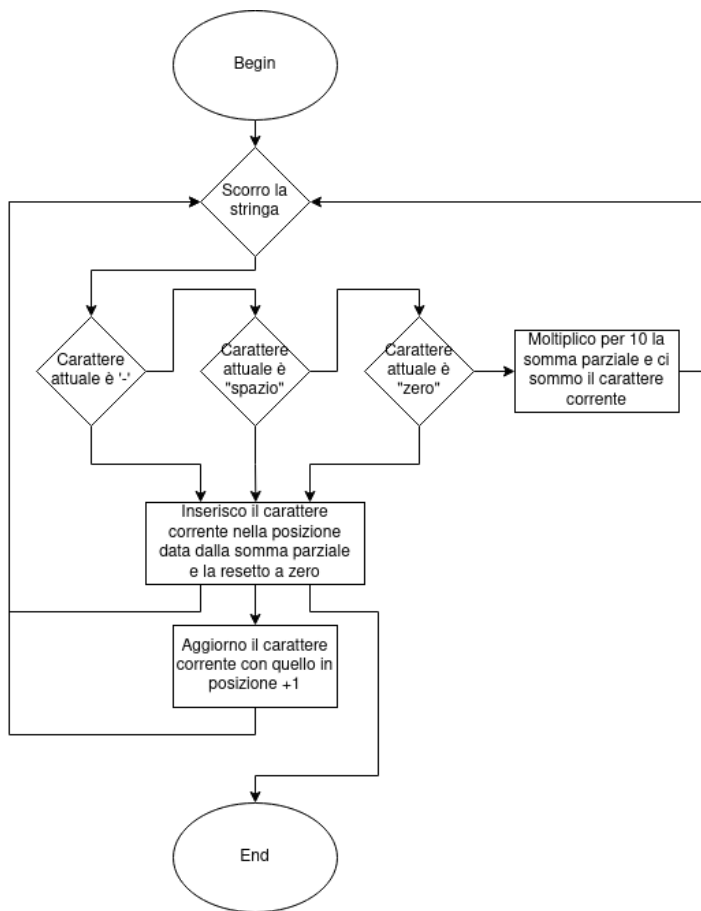 Begin
Scorro la
stringa
Carattere
attuale è '-'
Carattere
attuale è
"spazio"
Carattere
attuale è
"zero"
Moltiplico per 10 la
somma parziale e ci
sommo il carattere
corrente
Inserisco il carattere
corrente nella posizione
data dalla somma parziale
e la resetto a zero
Aggiorno il carattere
corrente con quello in
posizione +1
End